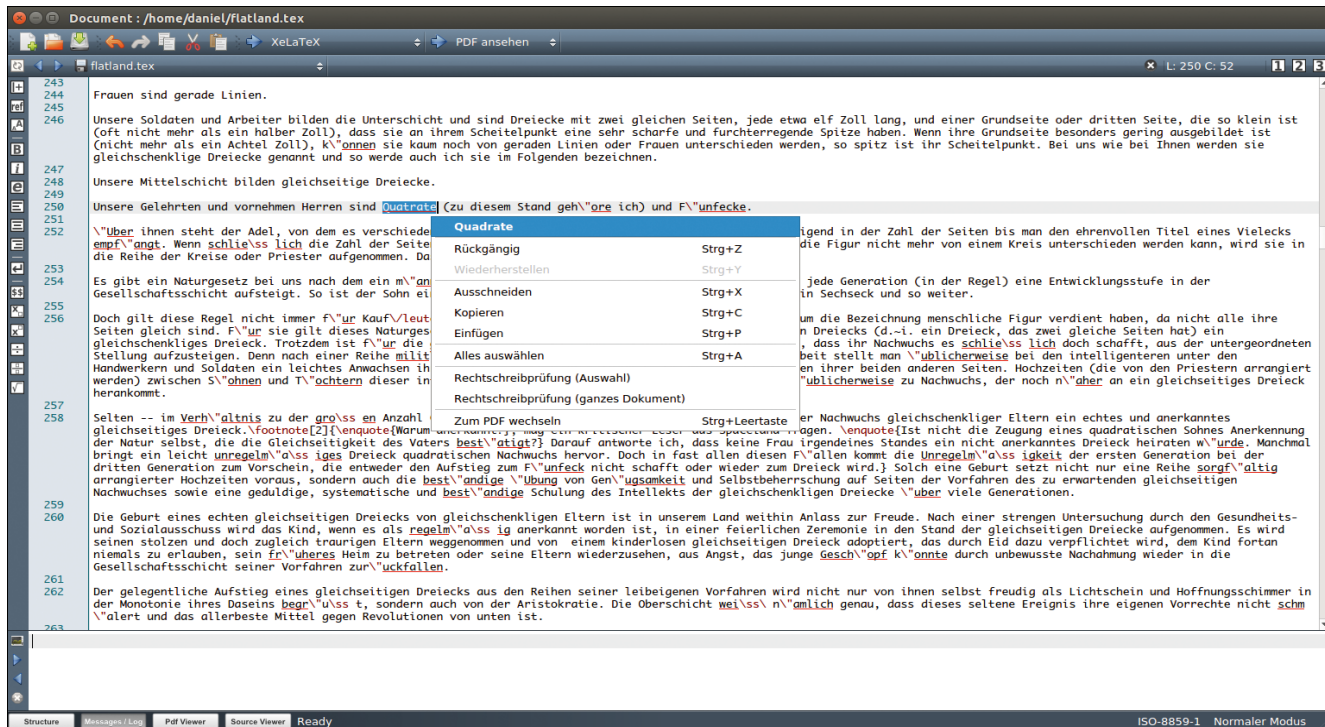 Document : /home/daniel/flatland.tex
XeLaTeX
PDF ansehen
flatland.tex
L: 250 C: 52
1 2 3
243
244 Frauen sind gerade Linien.
245
246 Unsere Soldaten und Arbeiter bilden die Unterschicht und sind Dreiecke mit zwei gleichen Seiten, jede etwa elf Zoll lang, und einer Grundseite oder dritten Seite, die so klein ist
(oft nicht mehr als ein halber Zoll), dass sie an ihrem Scheitelpunkt eine sehr scharfe und furchterregende Spitze haben. Wenn ihre Grundseite besonders gering ausgebildet ist
(nicht mehr als ein Achtel Zoll), k\"onnen sie kaum noch von geraden Linien oder Frauen unterschieden werden, so spitz ist ihr Scheitelpunkt. Bei uns wie bei Ihnen werden sie
gleichschenklige Dreiecke genannt und so werde auch ich sie im Folgenden bezeichnen.
247
248 Unsere Mittelschicht bilden gleichseitige Dreiecke.
249
250 Unsere Gelehrten und vornehmen Herren sind Quatrate (zu diesem Stand geh\"ore ich) und F\"unfecke.
251
252 \"Uber ihnen steht der Adel, von dem es verschiede igend in der Zahl der Seiten bis man den ehrenvollen Titel eines Vielecks
empf\"angt. Wenn schlie\ss lich die Zahl der Seite die Figur nicht mehr von einem Kreis unterschieden werden kann, wird sie in
die Reihe der Kreise oder Priester aufgenommen. Da
253
254 Es gibt ein Naturgesetz bei uns nach dem ein m\"an jede Generation (in der Regel) eine Entwicklungsstufe in der
Gesellschaftsschicht aufsteigt. So ist der Sohn ei in Sechseck und so weiter.
255
256 Doch gilt diese Regel nicht immer f\"ur Kauf\/leut um die Bezeichnung menschliche Figur verdient haben, da nicht alle ihre
Seiten gleich sind. F\"ur sie gilt dieses Naturges n Dreiecks (d.~i. ein Dreieck, das zwei gleiche Seiten hat) ein
gleichschenkliges Dreieck. Trotzdem ist f\"ur die , dass ihr Nachwuchs es schlie\ss lich doch schafft, aus der untergeordneten
Stellung aufzusteigen. Denn nach einer Reihe milit beit stellt man \"ublicherweise bei den intelligenteren unter den
Handwerkern und Soldaten ein leichtes Anwachsen ih en ihrer beiden anderen Seiten. Hochzeiten (die von den Priestern arrangiert
werden) zwischen S\"ohnen und T\"ochtern dieser in "ublicherweise zu Nachwuchs, der noch n\"aher an ein gleichseitiges Dreieck
herankommt.
257
258 Selten -- im Verh\"altnis zu der gro\ss en Anzahl er Nachwuchs gleichschenkliger Eltern ein echtes und anerkanntes
gleichseitiges Dreieck.\footnote[2]{\enquote{Warum fragen. \enquote{Ist nicht die Zeugung eines quadratischen Sohnes Anerkennung
der Natur selbst, die die Gleichseitigkeit des Vaters best\"atigt?} Darauf antworte ich, dass keine Frau irgendeines Standes ein nicht anerkanntes Dreieck heiraten w\"urde. Manchmal
bringt ein leicht unregelm\"a\ss iges Dreieck quadratischen Nachwuchs hervor. Doch in fast allen diesen F\"allen kommt die Unregelm\"a\ss igkeit der ersten Generation bei der
dritten Generation zum Vorschein, die entweder den Aufstieg zum F\"unfeck nicht schafft oder wieder zum Dreieck wird.} Solch eine Geburt setzt nicht nur eine Reihe sorgf\"altig
arrangierter Hochzeiten voraus, sondern auch die best\"andige \"Ubung von Gen\"ugsamkeit und Selbstbeherrschung auf Seiten der Vorfahren des zu erwartenden gleichseitigen
Nachwuchses sowie eine geduldige, systematische und best\"andige Schulung des Intellekts der gleichschenkligen Dreiecke \"uber viele Generationen.
259
260 Die Geburt eines echten gleichseitigen Dreiecks von gleichschenkligen Eltern ist in unserem Land weithin Anlass zur Freude. Nach einer strengen Untersuchung durch den Gesundheits-
und Sozialausschuss wird das Kind, wenn es als regelm\"a\ss ig anerkannt worden ist, in einer feierlichen Zeremonie in den Stand der gleichseitigen Dreiecke aufgenommen. Es wird
seinen stolzen und doch zugleich traurigen Eltern weggenommen und von  einem kinderlosen gleichseitigen Dreieck adoptiert, das durch Eid dazu verpflichtet wird, dem Kind fortan
niemals zu erlauben, sein fr\"uheres Heim zu betreten oder seine Eltern wiederzusehen, aus Angst, das junge Gesch\"opf k\"onnte durch unbewusste Nachahmung wieder in die
Gesellschaftsschicht seiner Vorfahren zur\"uckfallen.
261
262 Der gelegentliche Aufstieg eines gleichseitigen Dreiecks aus den Reihen seiner leibeigenen Vorfahren wird nicht nur von ihnen selbst freudig als Lichtschein und Hoffnungsschimmer in
der Monotonie ihres Daseins begr\"u\ss t, sondern auch von der Aristokratie. Die Oberschicht wei\ss\ n\"amlich genau, dass dieses seltene Ereignis ihre eigenen Vorrechte nicht schm
\"alert und das allerbeste Mittel gegen Revolutionen von unten ist.
263
Quadrate
Rückgängig Strg+Z
Wiederherstellen Strg+Y
Ausschneiden Strg+X
Kopieren Strg+C
Einfügen Strg+P
Alles auswählen Strg+A
Rechtschreibprüfung (Auswahl)
Rechtschreibprüfung (ganzes Dokument)
Zum PDF wechseln Strg+Leertaste
Structure Messages / Log Pdf Viewer Source Viewer Ready
ISO-8859-1 Normaler Modus